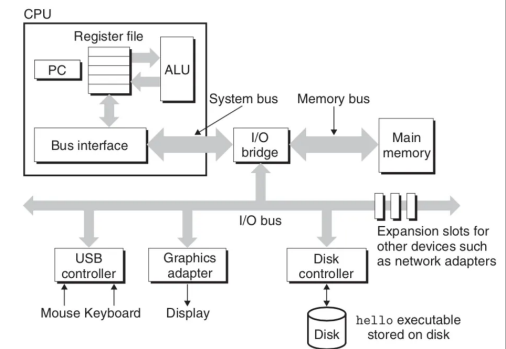 CPU
Register file
PC
ALU
System bus
Memory bus
Bus interface
I/O
bridge
Main
memory
I/O bus
Expansion slots for
other devices such
as network adapters
USB
controller
Graphics
adapter
Disk
controller
Mouse Keyboard
Display
Disk
hello executable
stored on disk